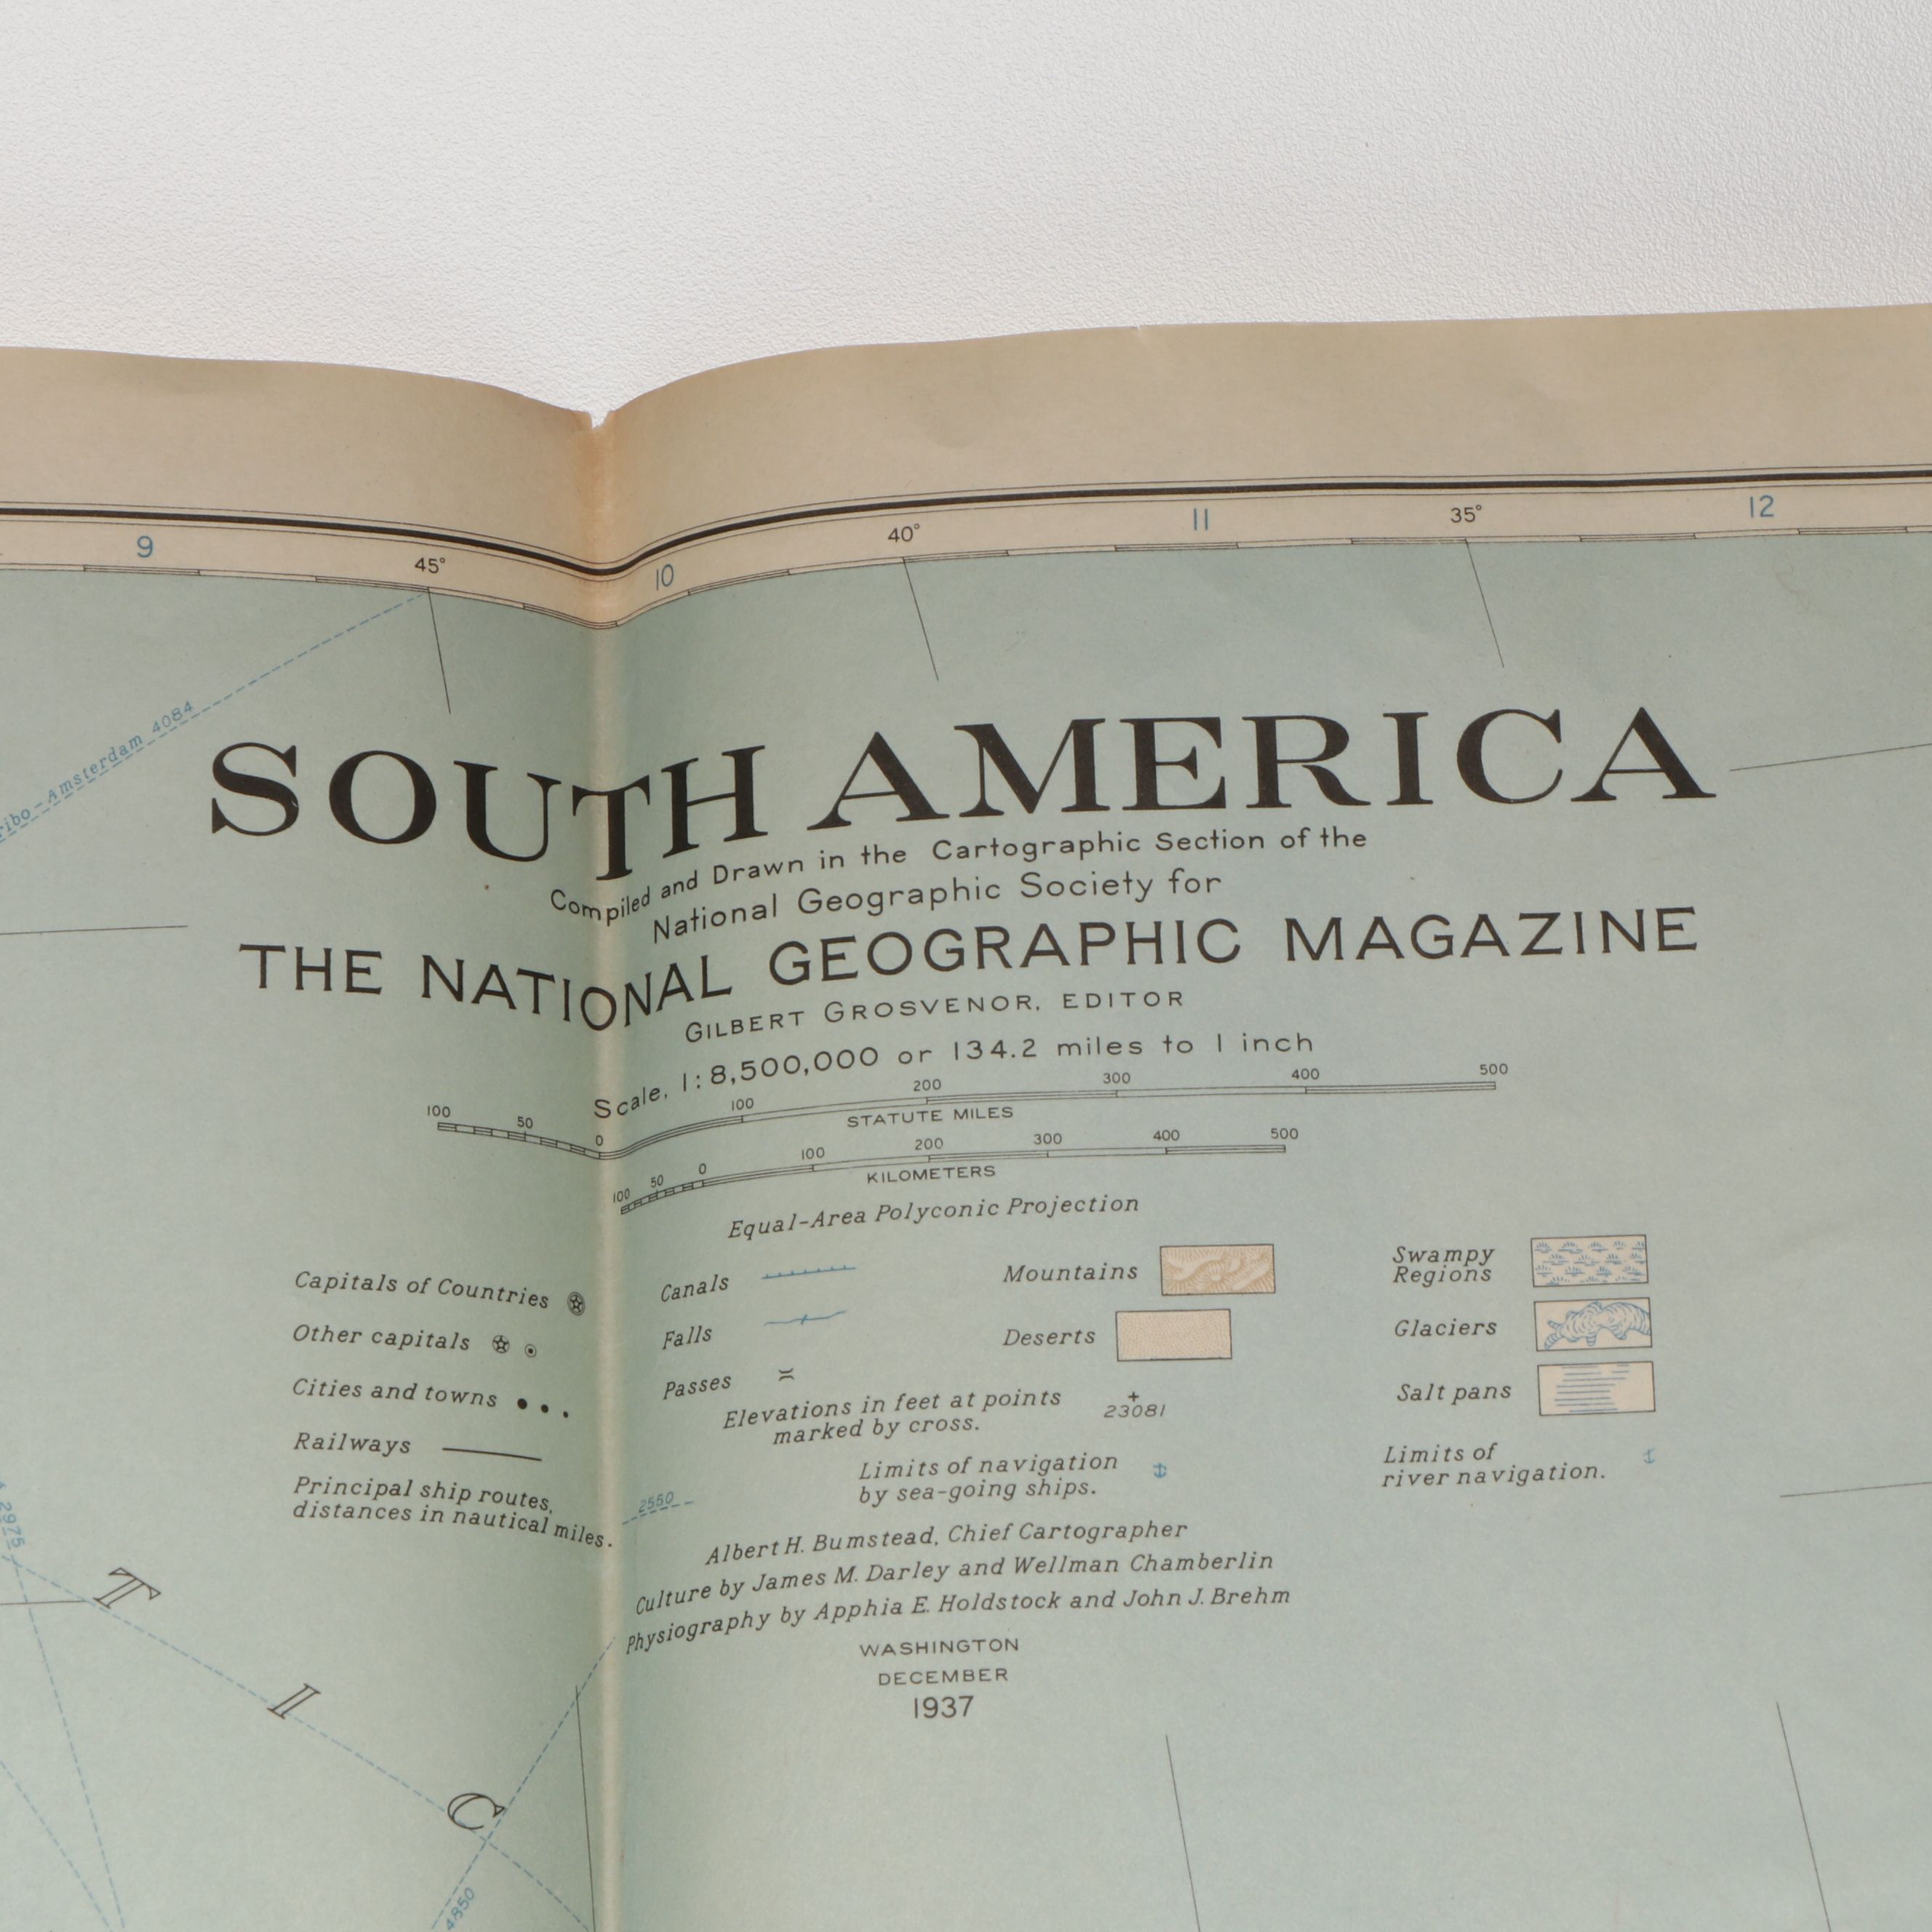 9 45° 10 40° 11 35° 12
Amsterdam 4084
SOUTH AMERICA
Compiled and Drawn in the Cartographic Section of the
National Geographic Society for
THE NATIONAL GEOGRAPHIC MAGAZINE
GILBERT GROSVENOR, EDITOR
Scale, 1:8,500,000 or 134.2 miles to 1 inch
100 50 0 100 200 300 400 500
STATUTE MILES
100 50 0 100 200 300 400 500
KILOMETERS
Equal-Area Polyconic Projection
Capitals of Countries
Other capitals
Cities and towns
Railways
Principal ship routes,
distances in nautical miles.
2550
Canals
Falls
Passes
Mountains
Deserts
Elevations in feet at points
marked by cross.
23081
Limits of navigation
by sea-going ships.
Swampy
Regions
Glaciers
Salt pans
Limits of
river navigation.
Albert H. Bumstead, Chief Cartographer
Culture by James M. Darley and Wellman Chamberlin
Physiography by Apphia E. Holdstock and John J. Brehm
WASHINGTON
DECEMBER
1937
2975
T I C
4850